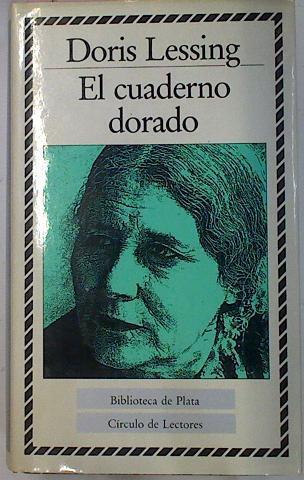 Doris Lessing
El cuaderno
dorado
Biblioteca de Plata
Círculo de Lectores